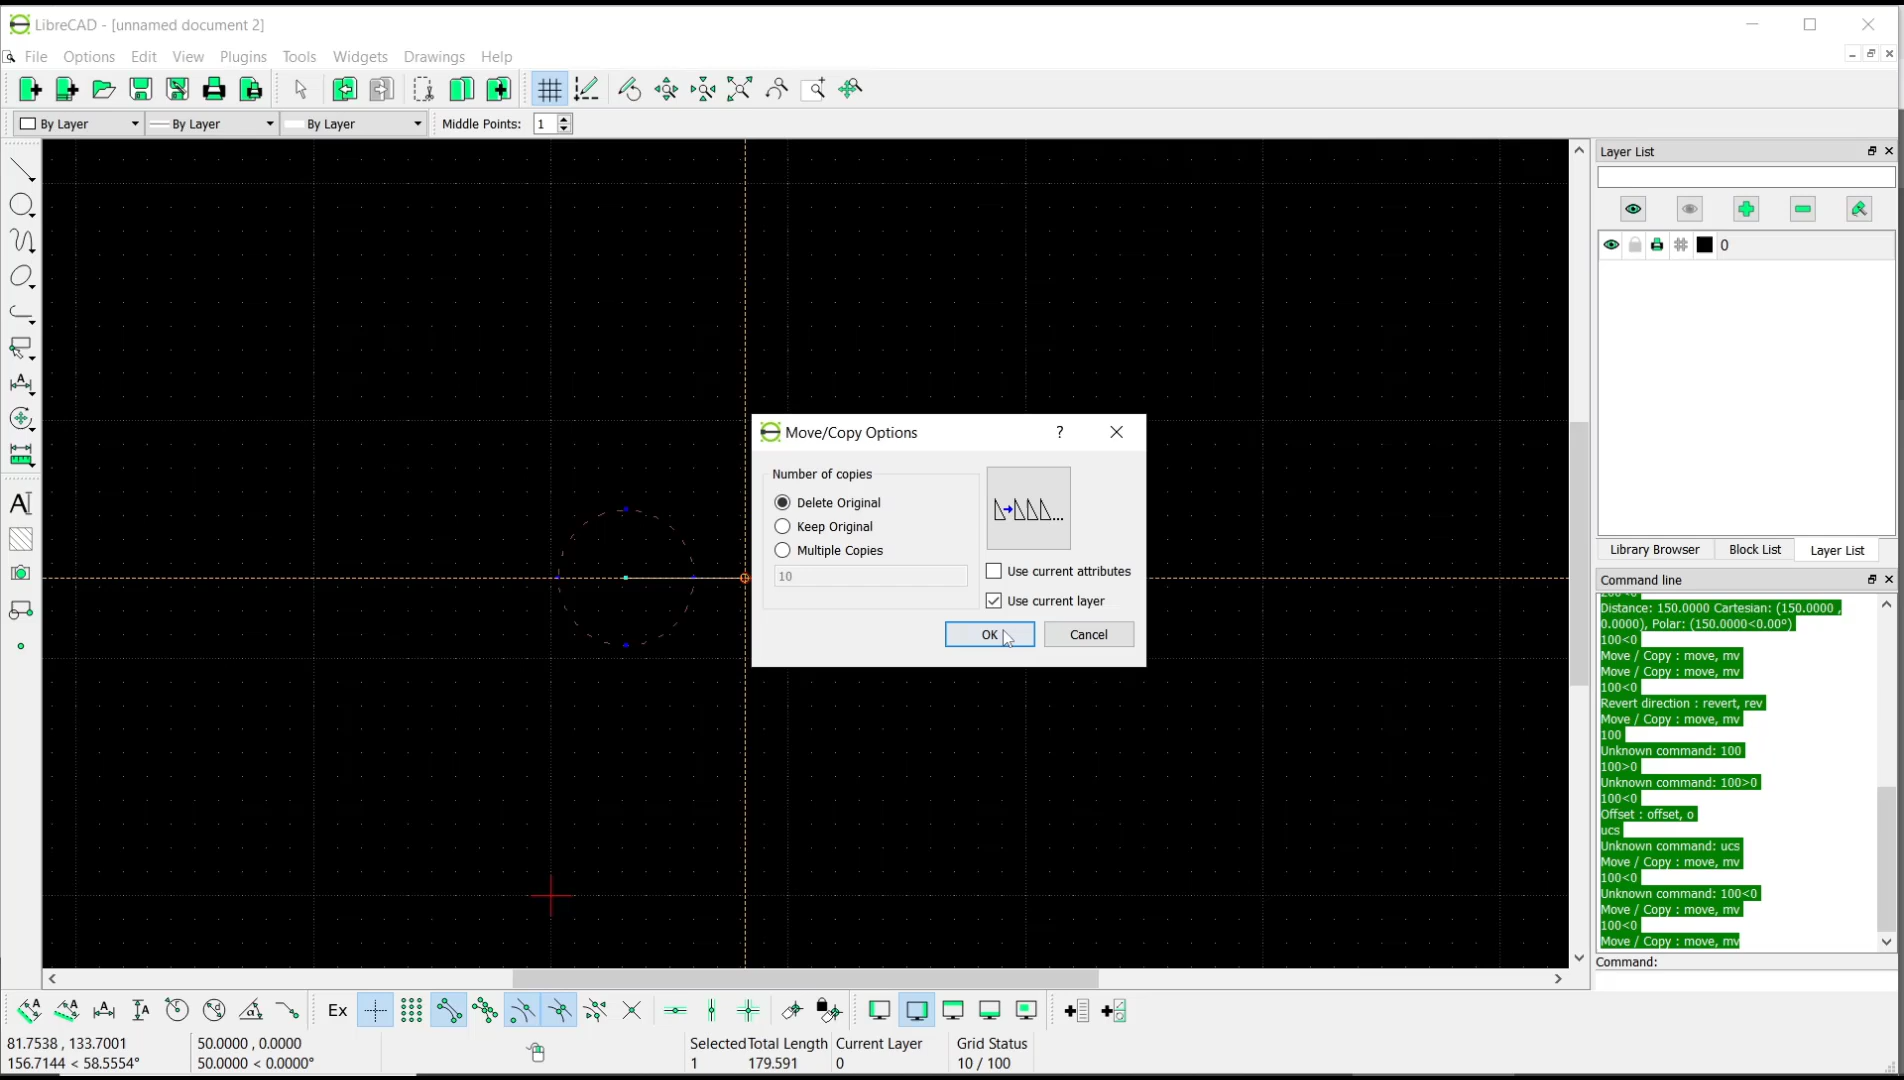 LibreCAD - [unnamed document 2]
File Options Edit View Plugins Tools Widgets Drawings Help
By Layer By Layer By Layer Middle Points: 1
Layer List
0
Move/Copy Options ?
Number of copies
Delete Original
Keep Original
Multiple Copies
10
Use current attributes
Use current layer
OK Cancel
Library Browser Block List Layer List
Command line
Distance: 150.0000 Cartesian: (150.0000 ,
0.0000), Polar: (150.0000<0.00°)
100<0
Move / Copy : move, mv
Move / Copy : move, mv
100<0
Revert direction : revert, rev
Move / Copy : move, mv
100
Unknown command: 100
100>0
Unknown command: 100>0
100<0
Offset : offset, o
ucs
Unknown command: ucs
Move / Copy : move, mv
100<0
Unknown command: 100<0
Move / Copy : move, mv
100<0
Move / Copy : move, mv
Command:
Ex
81.7538 , 133.7001 50.0000 , 0.0000 Selected Total Length Current Layer Grid Status
156.7144 < 58.5554° 50.0000 < 0.0000° 1 179.591 0 10 / 100